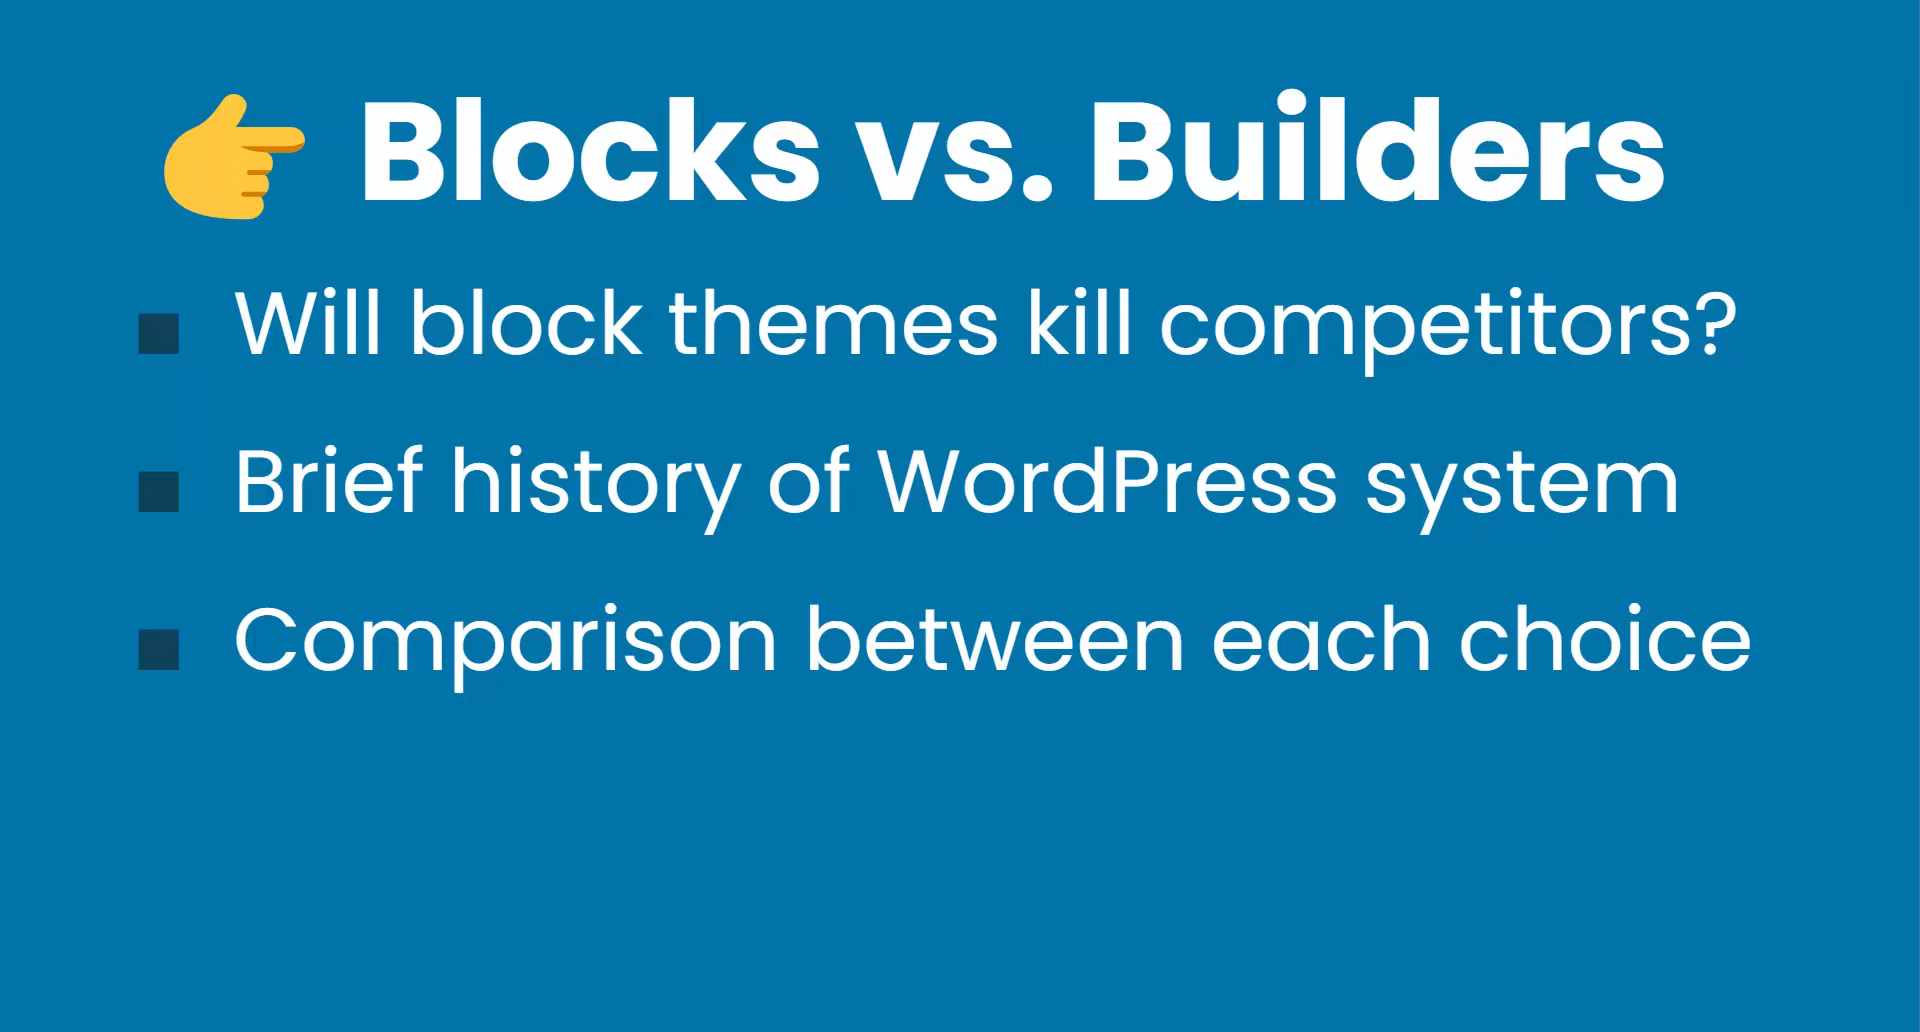 👉 Blocks vs. Builders
■ Will block themes kill competitors?
■ Brief history of WordPress system
■ Comparison between each choice